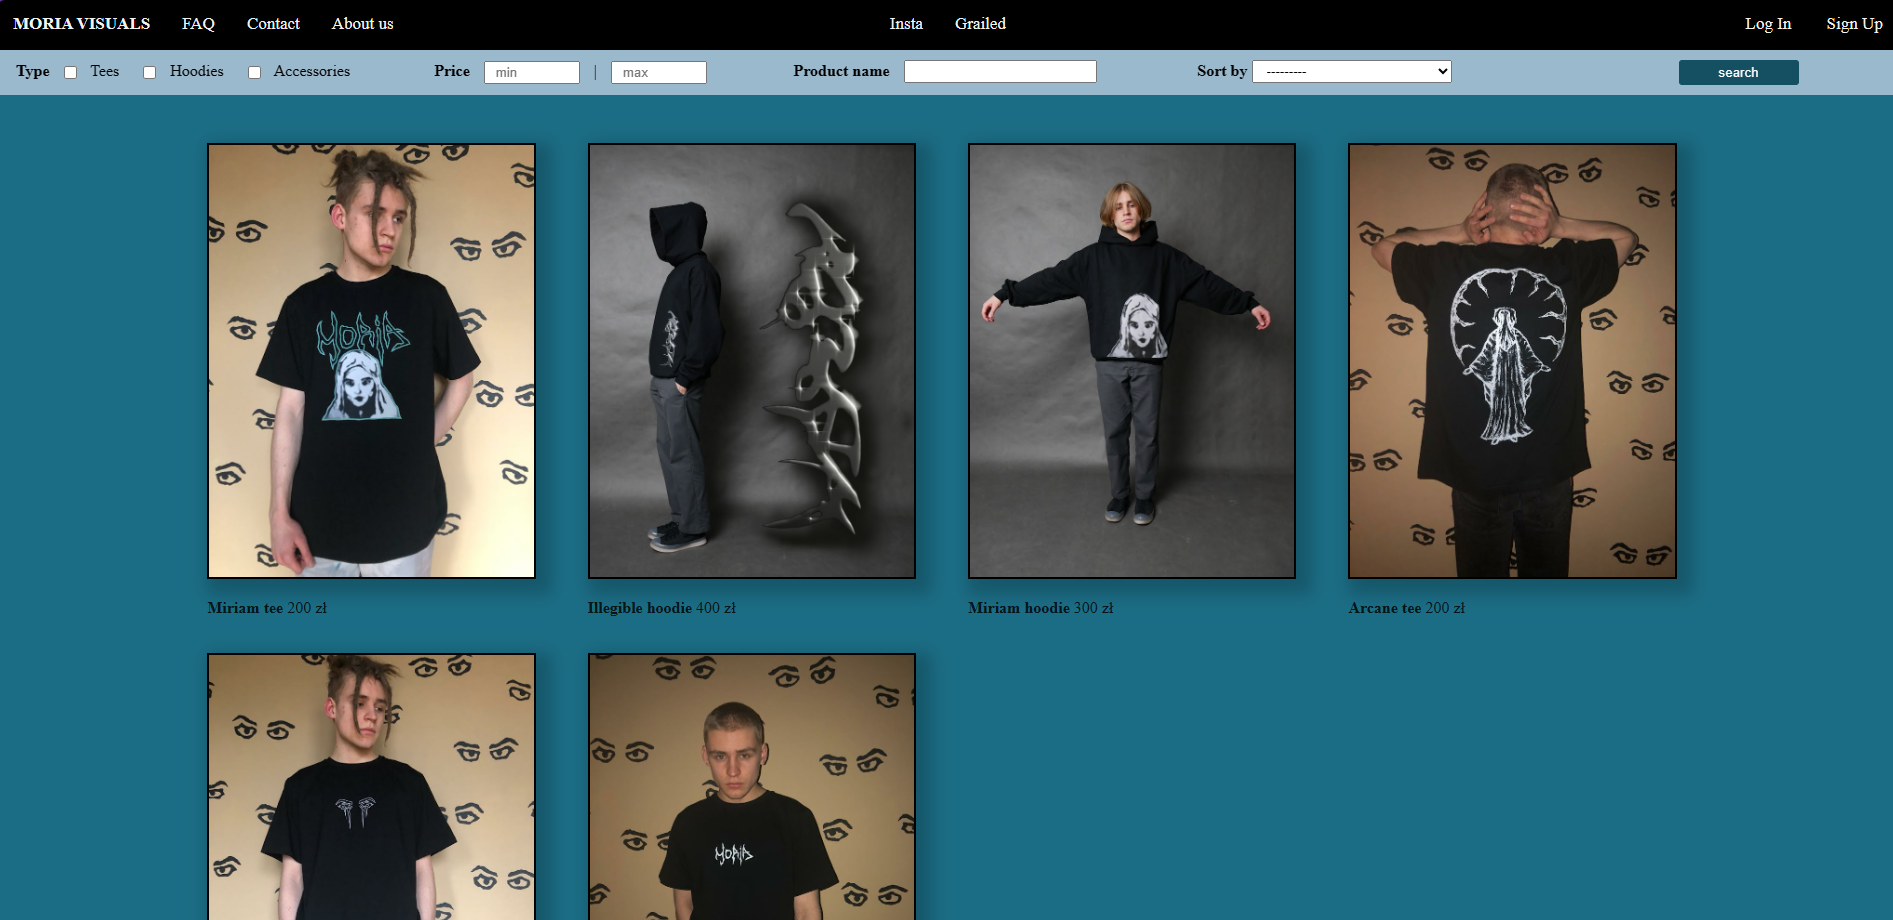 MORIA VISUALS FAQ Contact About us Insta Grailed Log In Sign Up
Type Tees Hoodies Accessories Price min | max Product name Sort by --------- search
MORIA
Miriam tee 200 zł
Illegible hoodie 400 zł
Miriam hoodie 300 zł
Arcane tee 200 zł
MORIA